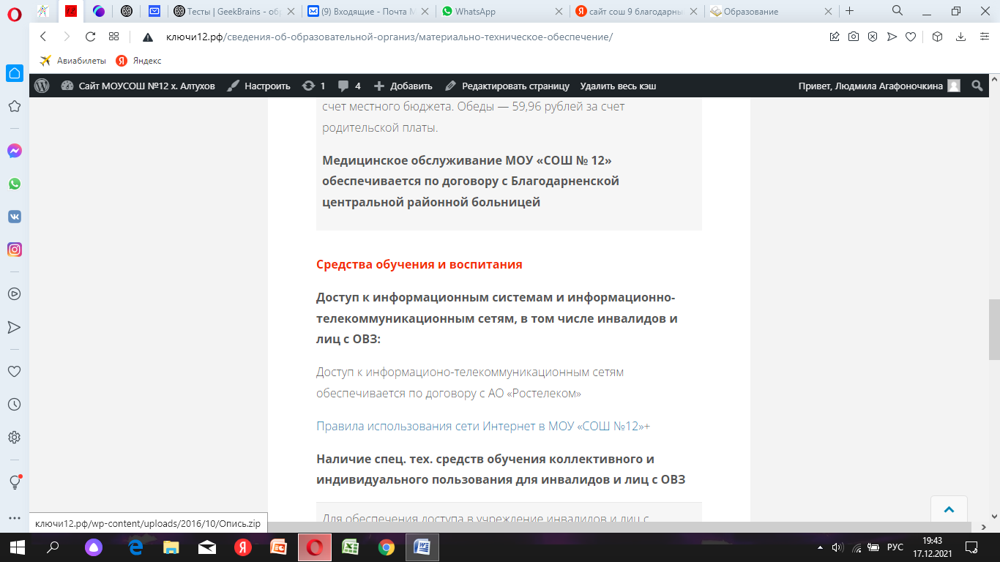 Тесты | GeekBrains - обр
(9) Входящие - Почта M
WhatsApp
сайт сош 9 благодарны
Образование
ключи12.рф/сведения-об-образовательной-организ/материально-техническое-обеспечение/
Авиабилеты
Яндекс
Сайт МОУСОШ №12 х. Алтухов
Настроить
1
4
Добавить
Редактировать страницу
Удалить весь кэш
Привет, Людмила Агафоночкина
счет местного бюджета. Обеды — 59,96 рублей за счет
родительской платы.
Медицинское обслуживание МОУ «СОШ № 12»
обеспечивается по договору с Благодарненской
центральной районной больницей
Средства обучения и воспитания
Доступ к информационным системам и информационно-
телекоммуникационным сетям, в том числе инвалидов и
лиц с ОВЗ:
Доступ к информационо-телекоммуникационным сетям
обеспечивается по договору с АО «Ростелеком»
Правила использования сети Интернет в МОУ «СОШ №12»+
Наличие спец. тех. средств обучения коллективного и
индивидуального пользования для инвалидов и лиц с ОВЗ
Для обеспечения доступа в учреждение инвалидов и лиц с
ключи12.рф/wp-content/uploads/2016/10/Опись.zip
РУС
19:43
17.12.2021